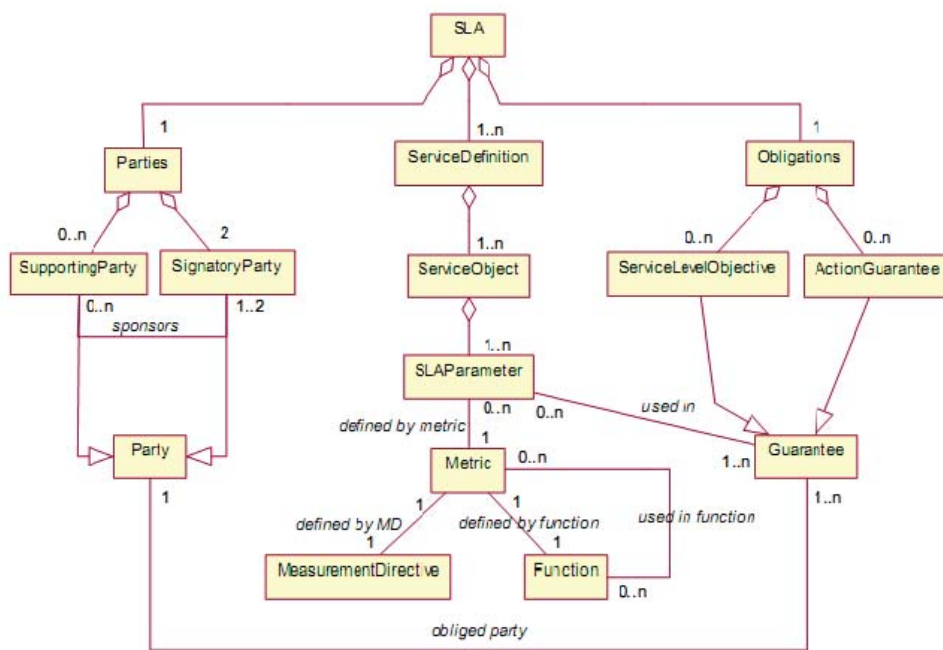 SLA
1
1..n
1
Parties
ServiceDefinition
Obligations
0..n
2
1..n
0..n
0..n
SupportingParty
SignatoryParty
ServiceObject
ServiceLevelObjective
ActionGuarantee
0..n
1..2
sponsors
1..n
SLAParameter
0..n
0..n
used in
defined by metric
Party
1
Metric
0..n
1..n
Guarantee
1
1
1
1..n
defined by MD
defined by function
used in function
1
1
MeasurementDirective
Function
0..n
obliged party